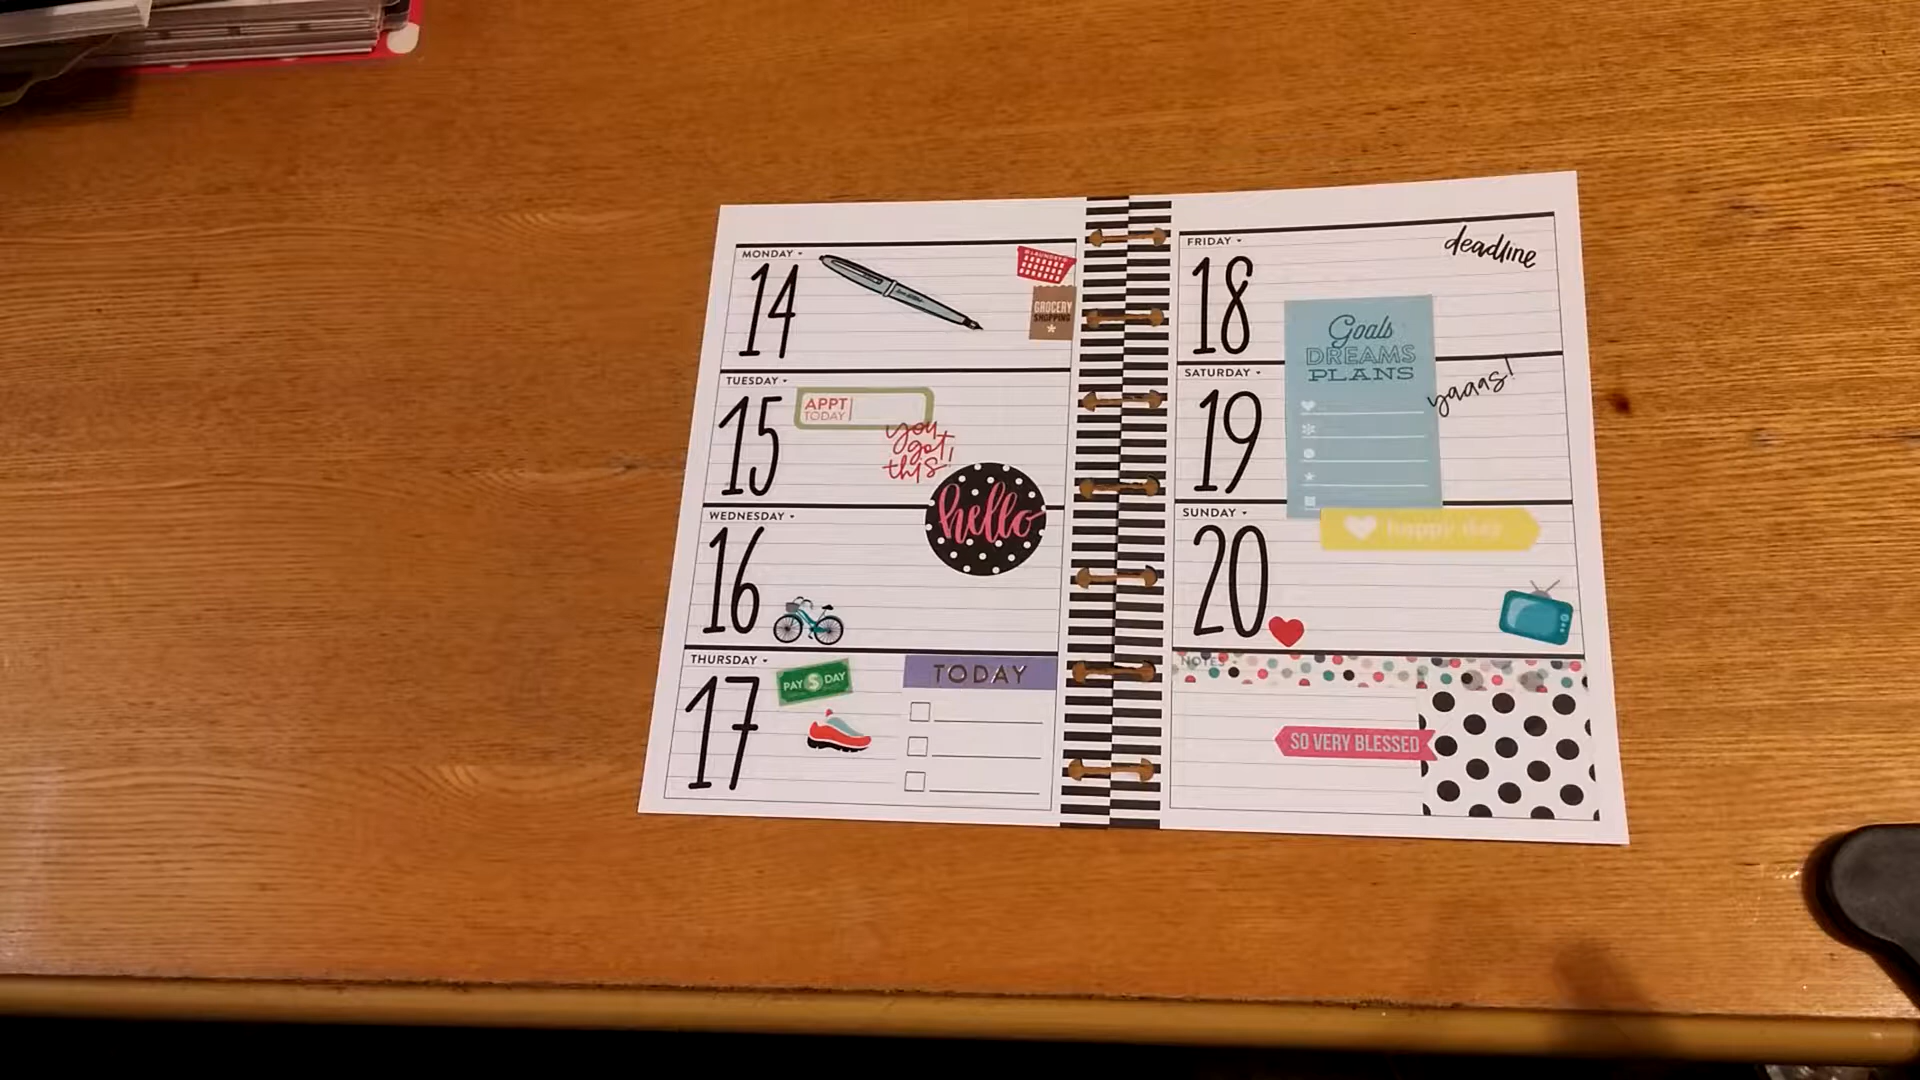 MONDAY
14
LAUNDRY
GROCERY
SHOPPING
TUESDAY
15
APPT
TODAY
you
got
this!
hello
WEDNESDAY
16
THURSDAY
17
PAY $ DAY
TODAY
FRIDAY
18
deadline
Goals
DREAMS
PLANS
SATURDAY
19
yaaas!
SUNDAY
20
happy day
NOTES
SO VERY BLESSED